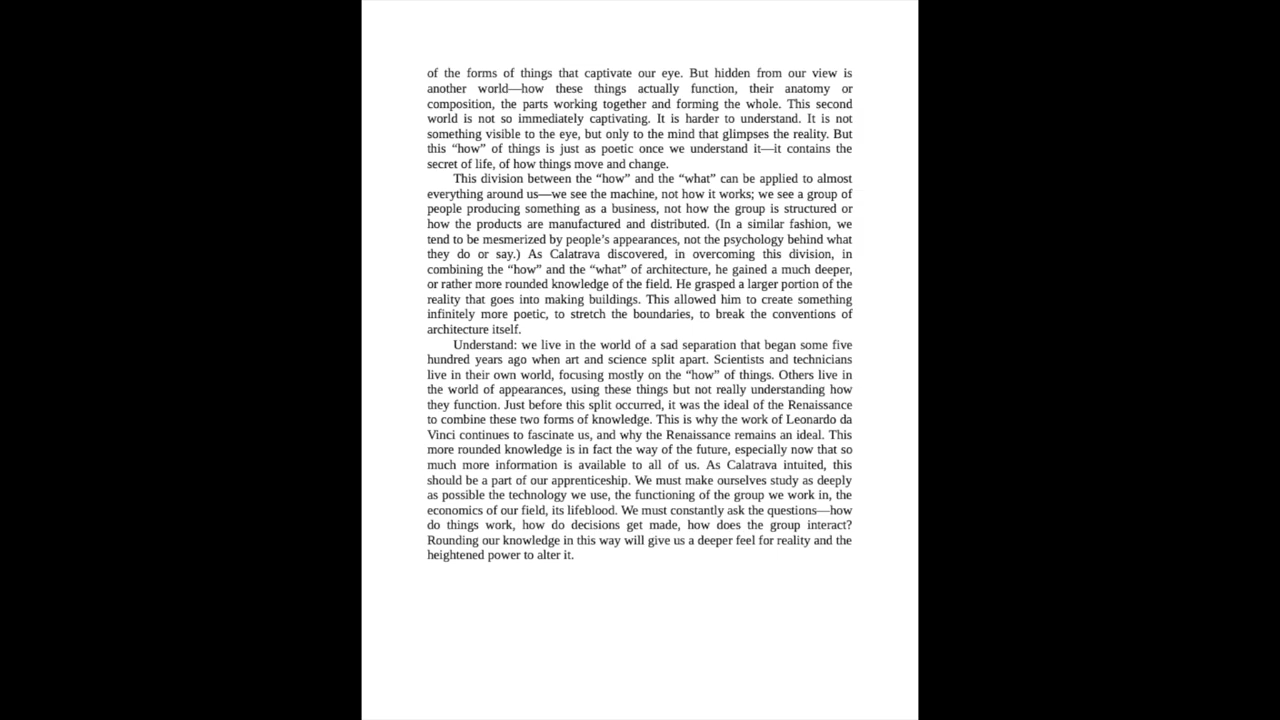 of the forms of things that captivate our eye. But hidden from our view is
another world—how these things actually function, their anatomy or
composition, the parts working together and forming the whole. This second
world is not so immediately captivating. It is harder to understand. It is not
something visible to the eye, but only to the mind that glimpses the reality. But
this “how” of things is just as poetic once we understand it—it contains the
secret of life, of how things move and change.
This division between the “how” and the “what” can be applied to almost
everything around us—we see the machine, not how it works; we see a group of
people producing something as a business, not how the group is structured or
how the products are manufactured and distributed. (In a similar fashion, we
tend to be mesmerized by people’s appearances, not the psychology behind what
they do or say.) As Calatrava discovered, in overcoming this division, in
combining the “how” and the “what” of architecture, he gained a much deeper,
or rather more rounded knowledge of the field. He grasped a larger portion of the
reality that goes into making buildings. This allowed him to create something
infinitely more poetic, to stretch the boundaries, to break the conventions of
architecture itself.
Understand: we live in the world of a sad separation that began some five
hundred years ago when art and science split apart. Scientists and technicians
live in their own world, focusing mostly on the “how” of things. Others live in
the world of appearances, using these things but not really understanding how
they function. Just before this split occurred, it was the ideal of the Renaissance
to combine these two forms of knowledge. This is why the work of Leonardo da
Vinci continues to fascinate us, and why the Renaissance remains an ideal. This
more rounded knowledge is in fact the way of the future, especially now that so
much more information is available to all of us. As Calatrava intuited, this
should be a part of our apprenticeship. We must make ourselves study as deeply
as possible the technology we use, the functioning of the group we work in, the
economics of our field, its lifeblood. We must constantly ask the questions—how
do things work, how do decisions get made, how does the group interact?
Rounding our knowledge in this way will give us a deeper feel for reality and the
heightened power to alter it.